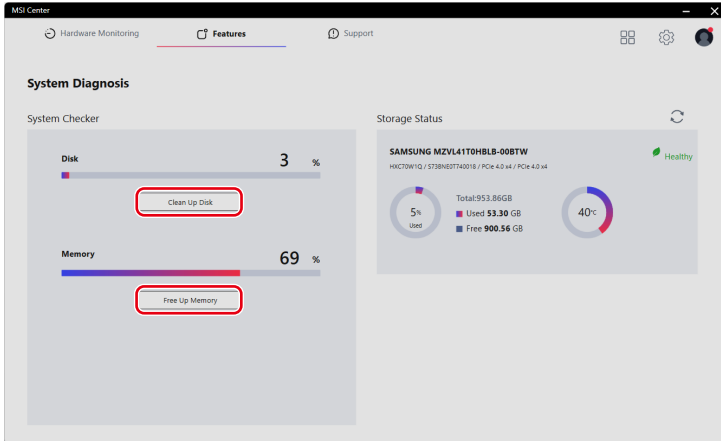 MSI Center
Hardware Monitoring
Features
Support
System Diagnosis
System Checker
Disk
3 %
Clean Up Disk
Memory
69 %
Free Up Memory
Storage Status
SAMSUNG MZVL41T0HBLB-00BTW
HXC70W1Q / S73BNE0T740018 / PCIe 4.0 x4 / PCIe 4.0 x4
Healthy
5%
Used
Total:953.86GB
Used 53.30 GB
Free 900.56 GB
40°C